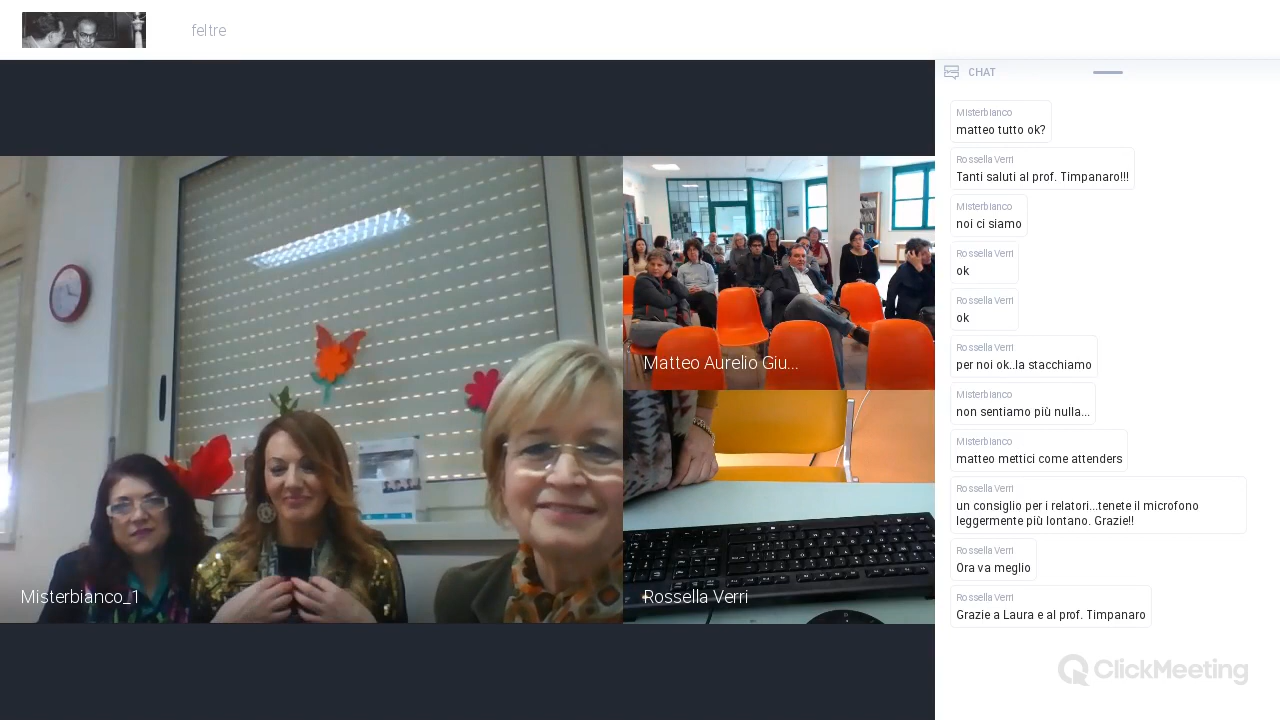 feltre
CHAT
Misterbianco
matteo tutto ok?
Rossella Verri
Tanti saluti al prof. Timpanaro!!!
Misterbianco
noi ci siamo
Rossella Verri
ok
Rossella Verri
ok
Rossella Verri
per noi ok..la stacchiamo
Misterbianco
non sentiamo più nulla...
Misterbianco
matteo mettici come attenders
Rossella Verri
un consiglio per i relatori...tenete il microfono
leggermente più lontano. Grazie!!
Rossella Verri
Ora va meglio
Rossella Verri
Grazie a Laura e al prof. Timpanaro
Matteo Aurelio Giu...
Misterbianco_1
Rossella Verri
ClickMeeting